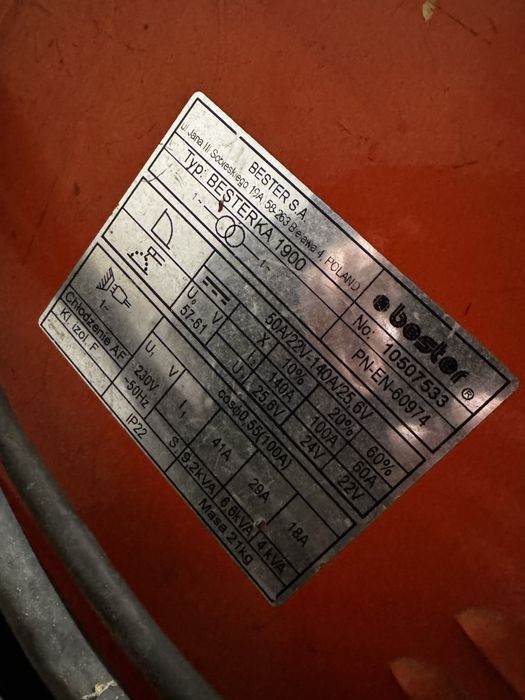 BESTER S.A.
ul Jana III Sobieskiego 19A, 58-263 Bielawa 4, POLAND
Typ: BESTERKA 1900
bester®
No: 10507533
1~ 1~
PN-EN-60974
50A/22V-140A/25.6V
X 10% 20% 60%
U₀ V I₂ 140A 100A 60A
57-61 U₂ 25.6V 24V 22V
cosφ0.55(100A)
1~ U₁ V I₁ 41A 29A 18A
230V
~50Hz S 9.2kVA 6.6kVA 4 kVA
Chłodzenie AF
Kl. izol. F IP22 Masa 21kg